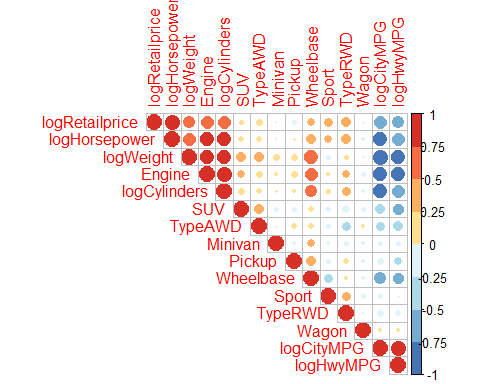 logRetailprice
logHorsepower
logWeight
Engine
logCylinders
SUV
TypeAWD
Minivan
Pickup
Wheelbase
Sport
TypeRWD
Wagon
logCityMPG
logHwyMPG
logRetailprice
logHorsepower
logWeight
Engine
logCylinders
SUV
TypeAWD
Minivan
Pickup
Wheelbase
Sport
TypeRWD
Wagon
logCityMPG
logHwyMPG
1
0.75
0.5
0.25
0
-0.25
-0.5
-0.75
-1